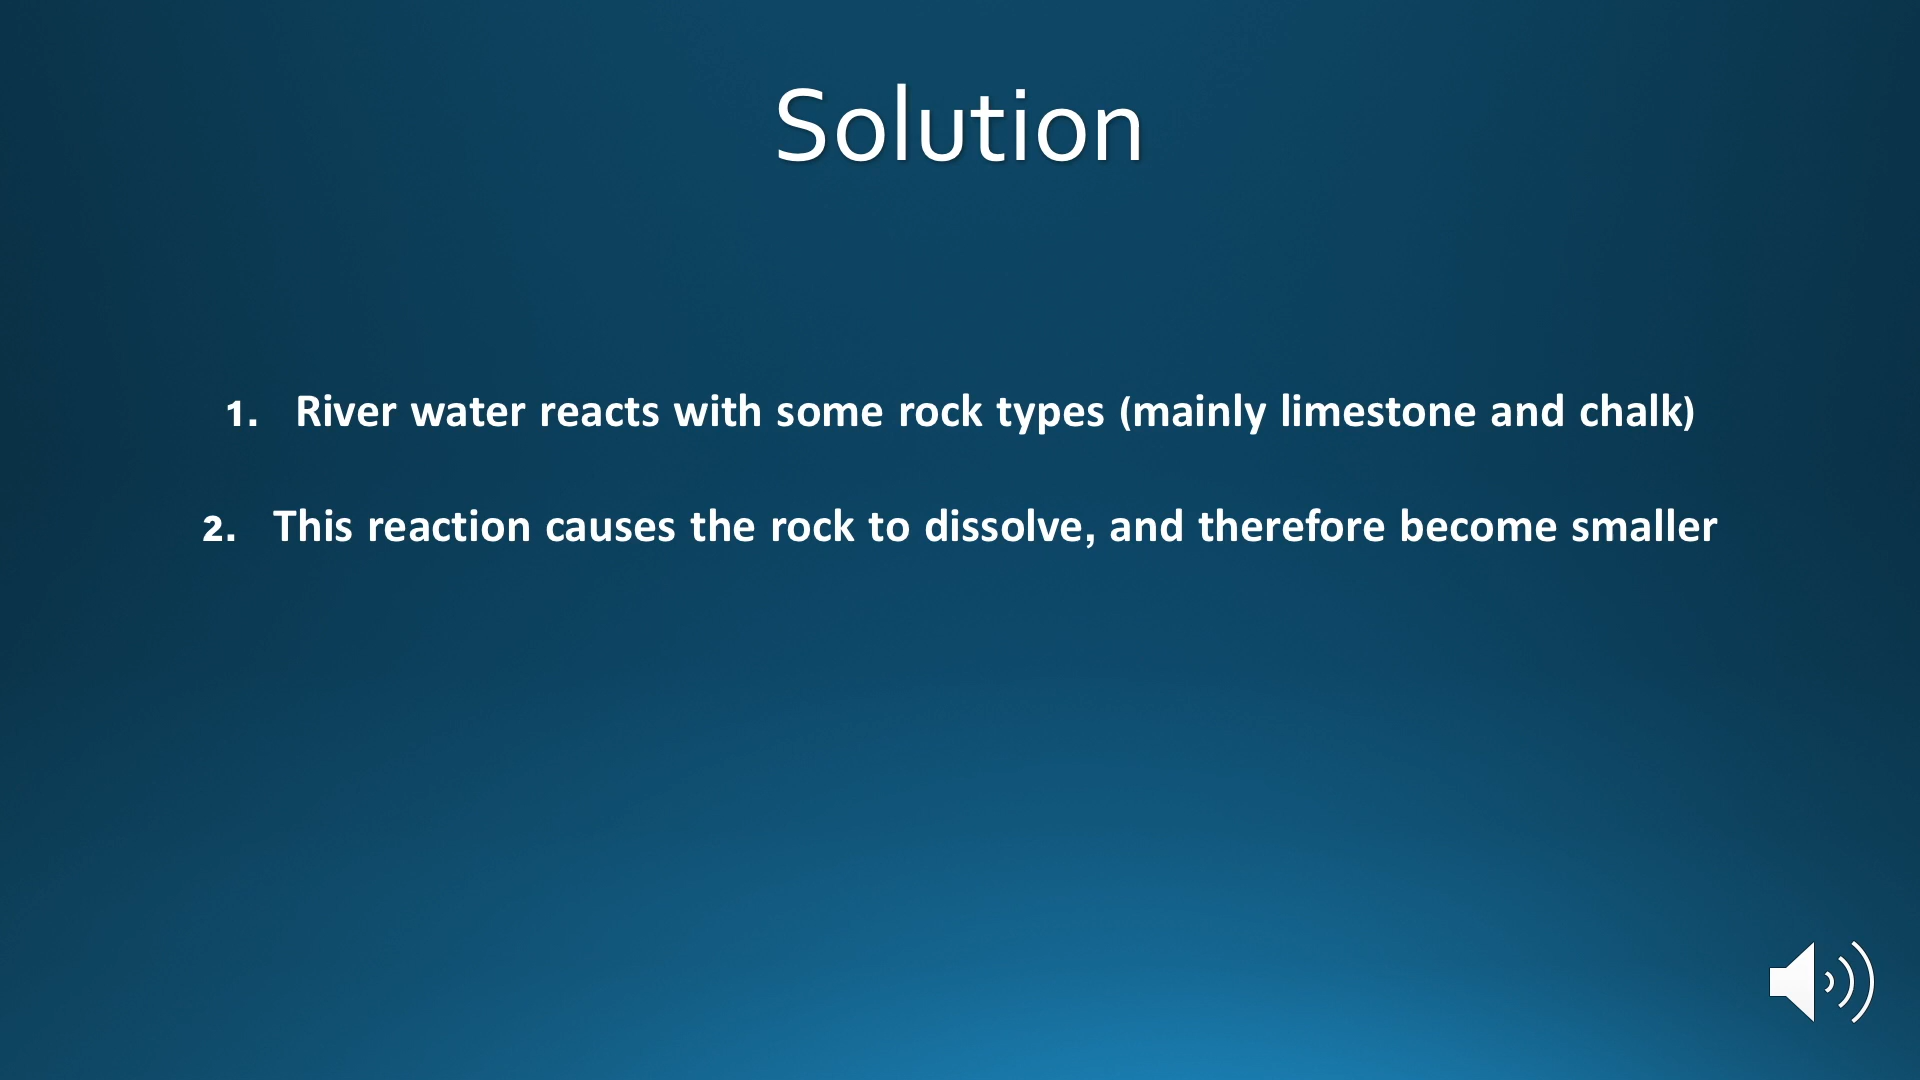 Solution
1. River water reacts with some rock types (mainly limestone and chalk)
2. This reaction causes the rock to dissolve, and therefore become smaller